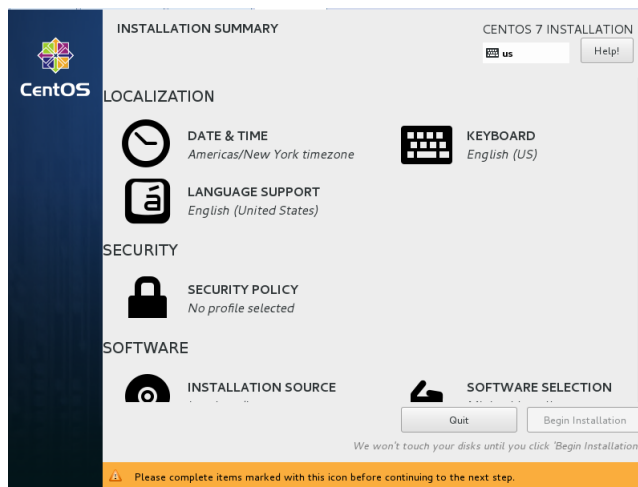 INSTALLATION SUMMARY
CENTOS 7 INSTALLATION
us
Help!
CentOS
LOCALIZATION
DATE & TIME
Americas/New York timezone
KEYBOARD
English (US)
LANGUAGE SUPPORT
English (United States)
SECURITY
SECURITY POLICY
No profile selected
SOFTWARE
INSTALLATION SOURCE
SOFTWARE SELECTION
Quit
Begin Installation
We won't touch your disks until you click 'Begin Installation
Please complete items marked with this icon before continuing to the next step.